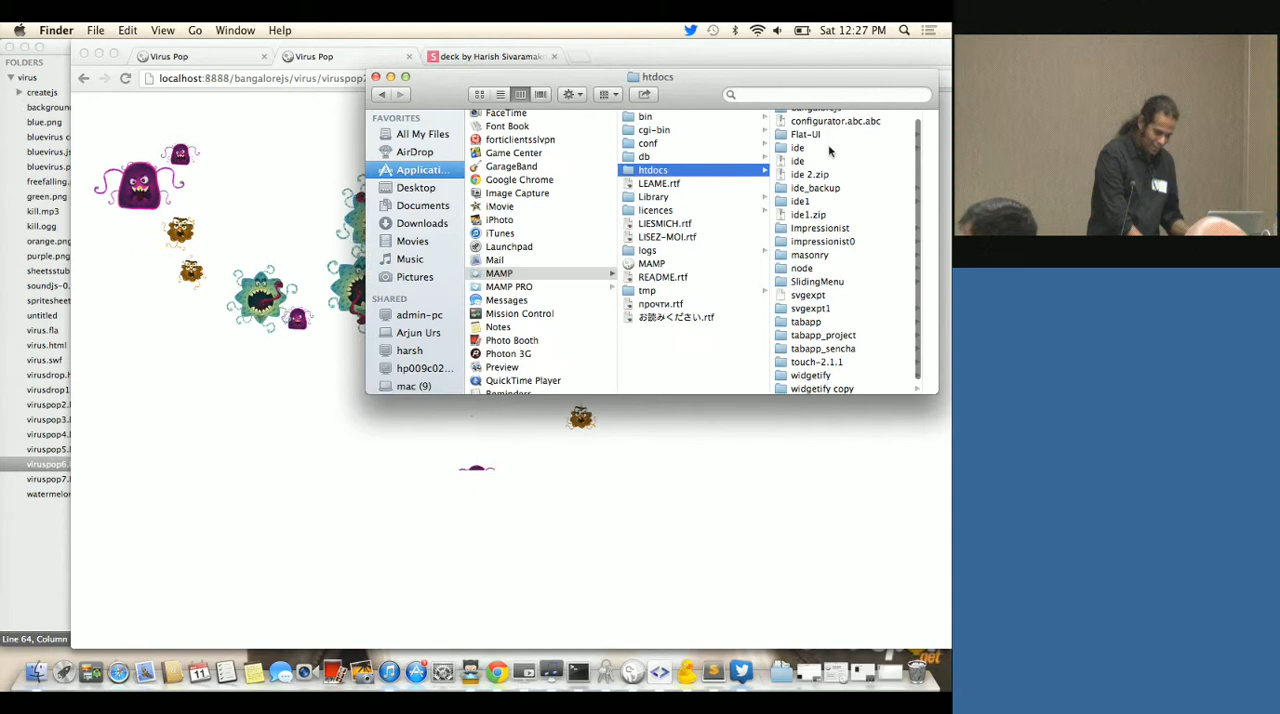 Finder File Edit View Go Window Help Sat 12:27 PM
Virus Pop Virus Pop deck by Harish Sivaramak
localhost:8888/bangalorejs/virus/viruspop
FOLDERS
virus
createjs
background
blue.png
bluevirus c
bluevirus.p
freefalling.
green.png
kill.mp3
kill.ogg
orange.png
purple.png
sheetsstub
soundjs-0.
spritesheet
untitled
virus.fla
virus.html
virus.swf
virusdrop.h
virusdrop1
viruspop2.
viruspop3.
viruspop4.
viruspop5.
viruspop6.
viruspop7.
watermelon
Line 64, Column
htdocs
FAVORITES
All My Files
AirDrop
Applicati...
Desktop
Documents
Downloads
Movies
Music
Pictures
SHARED
admin-pc
Arjun Urs
harsh
hp009c02...
mac (9)
FaceTime
Font Book
forticlientsslvpn
Game Center
GarageBand
Google Chrome
Image Capture
iMovie
iPhoto
iTunes
Launchpad
Mail
MAMP
MAMP PRO
Messages
Mission Control
Notes
Photo Booth
Photon 3G
Preview
QuickTime Player
Reminders
bin
cgi-bin
conf
db
htdocs
LEAME.rtf
Library
licences
LIESMICH.rtf
LISEZ-MOI.rtf
logs
MAMP
README.rtf
tmp
прочти.rtf
お読みください.rtf
bangalorejs
configurator.abc.abc
Flat-UI
ide
ide
ide 2.zip
ide_backup
ide1
ide1.zip
Impressionist
impressionist0
masonry
node
SlidingMenu
svgexpt
svgexpt1
tabapp
tabapp_project
tabapp_sencha
touch-2.1.1
widgetify
widgetify copy
11